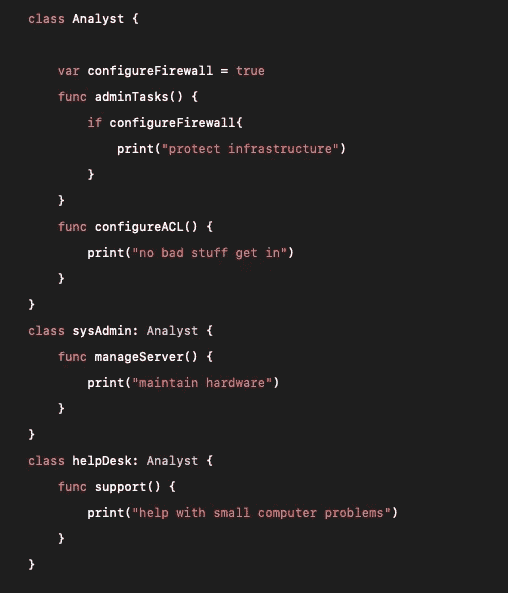 class Analyst {
var configureFirewall = true
func adminTasks() {
if configureFirewall{
print("protect infrastructure")
}
}
func configureACL() {
print("no bad stuff get in")
}
}
class sysAdmin: Analyst {
func manageServer() {
print("maintain hardware")
}
}
class helpDesk: Analyst {
func support() {
print("help with small computer problems")
}
}